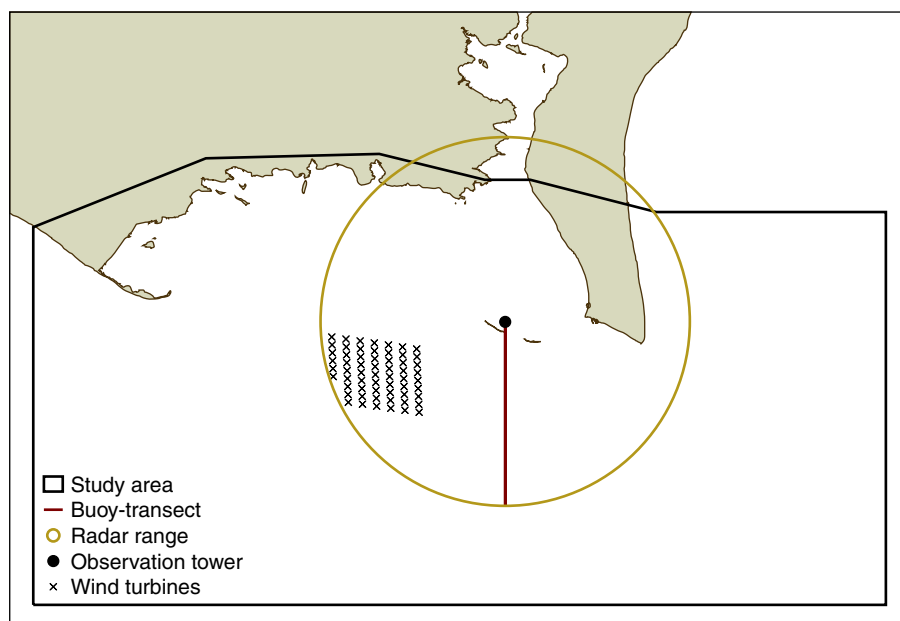 Study area
Buoy-transect
Radar range
Observation tower
Wind turbines